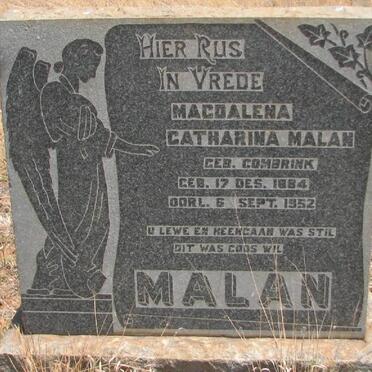 HIER RUS
IN VREDE
MAGDALENA
CATHARINA MALAN
GEB. COMBRINK
GEB. 17 DES. 1884
OORL. 6 SEPT. 1952
U LEWE EN HEENGAAN WAS STIL
DIT WAS GODS WIL
MALAN